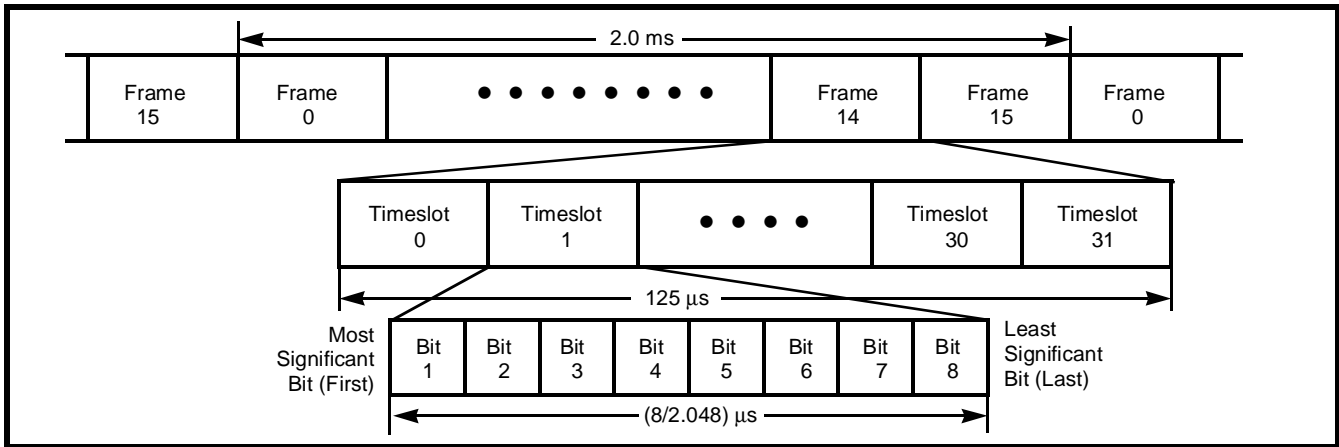 2.0 ms
Frame 15
Frame 0
Frame 14
Frame 15
Frame 0
Timeslot 0
Timeslot 1
Timeslot 30
Timeslot 31
125 μs
Most
Significant
Bit (First)
Bit 1
Bit 2
Bit 3
Bit 4
Bit 5
Bit 6
Bit 7
Bit 8
Least
Significant
Bit (Last)
(8/2.048) μs